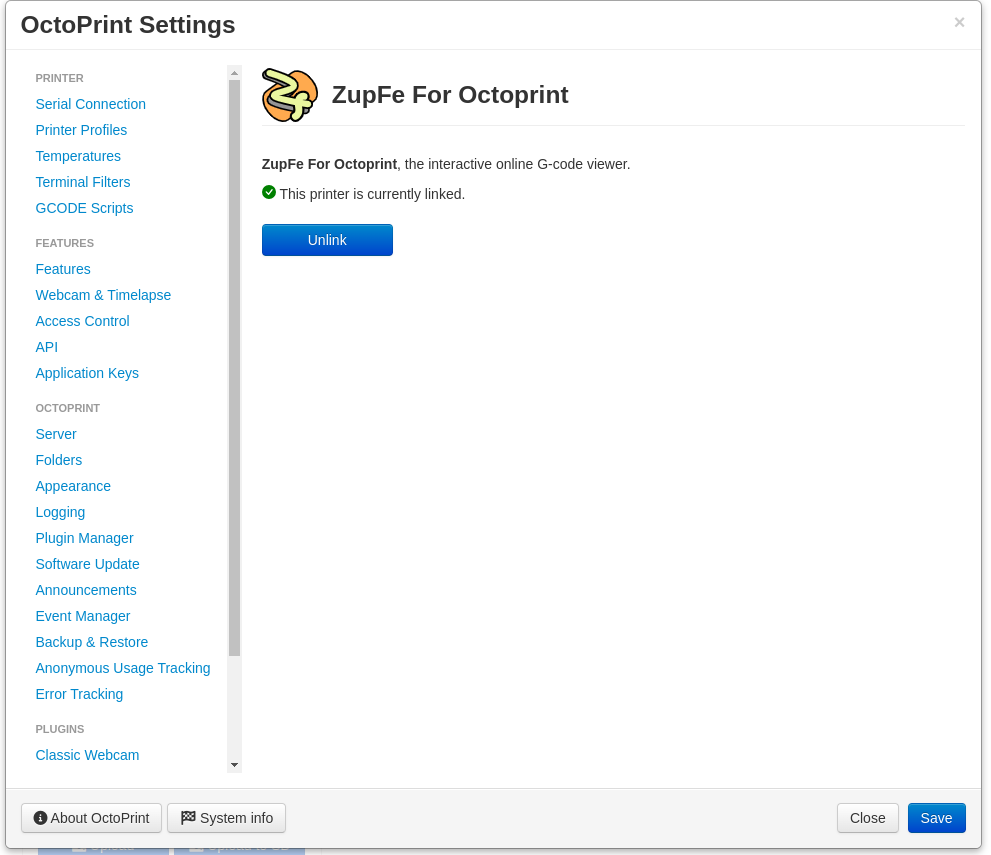 OctoPrint Settings
×
PRINTER
Serial Connection
Printer Profiles
Temperatures
Terminal Filters
GCODE Scripts
FEATURES
Features
Webcam & Timelapse
Access Control
API
Application Keys
OCTOPRINT
Server
Folders
Appearance
Logging
Plugin Manager
Software Update
Announcements
Event Manager
Backup & Restore
Anonymous Usage Tracking
Error Tracking
PLUGINS
Classic Webcam
ZupFe For Octoprint
ZupFe For Octoprint, the interactive online G-code viewer.
This printer is currently linked.
Unlink
About OctoPrint
System info
Close
Save